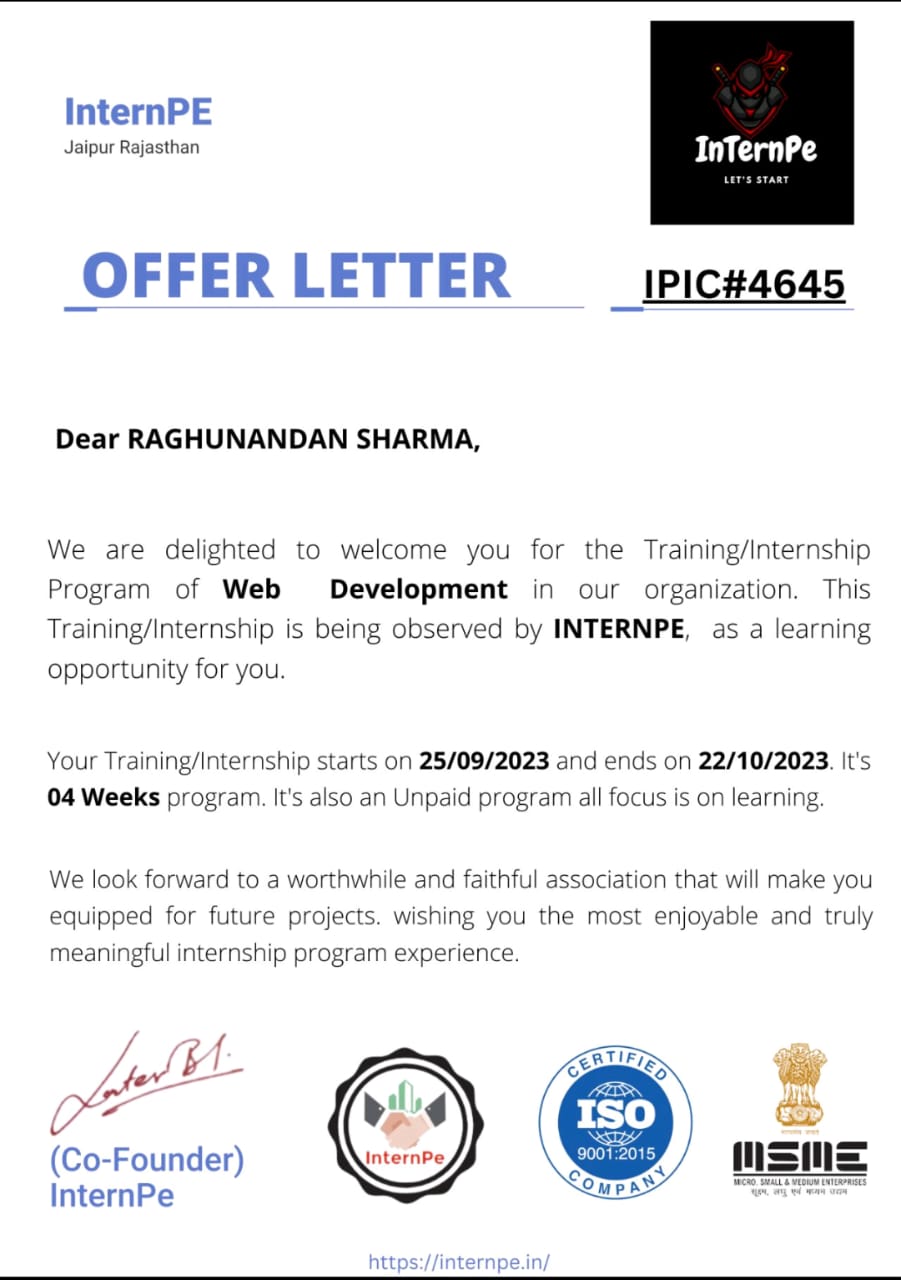 InternPE
Jaipur Rajasthan
InTernPe
LET'S START
OFFER LETTER
IPIC#4645
Dear RAGHUNANDAN SHARMA,
We are delighted to welcome you for the Training/Internship
Program of Web Development in our organization. This
Training/Internship is being observed by INTERNPE, as a learning
opportunity for you.
Your Training/Internship starts on 25/09/2023 and ends on 22/10/2023. It's
04 Weeks program. It's also an Unpaid program all focus is on learning.
We look forward to a worthwhile and faithful association that will make you
equipped for future projects. wishing you the most enjoyable and truly
meaningful internship program experience.
(Co-Founder)
InternPe
InternPe
CERTIFIED
ISO
9001:2015
COMPANY
सत्यमेव जयते
MSME
MICRO, SMALL & MEDIUM ENTERPRISES
सूक्ष्म, लघु एवं मध्यम उद्यम
https://internpe.in/